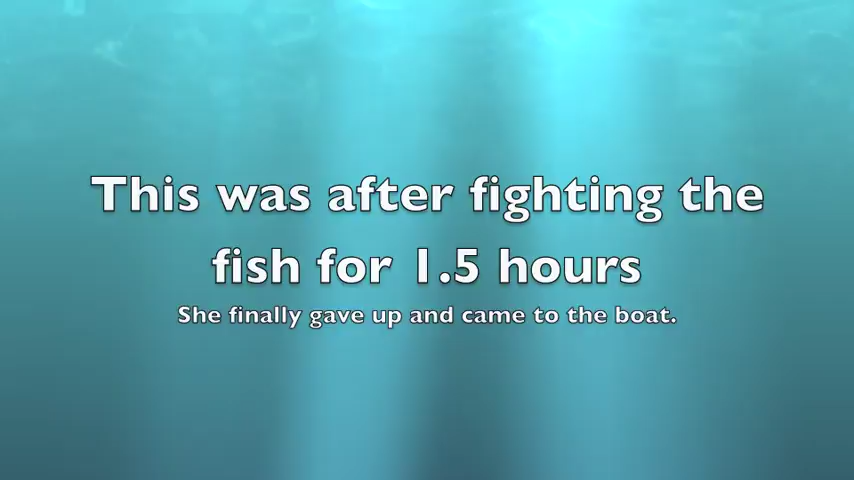 This was after fighting the
fish for 1.5 hours
She finally gave up and came to the boat.